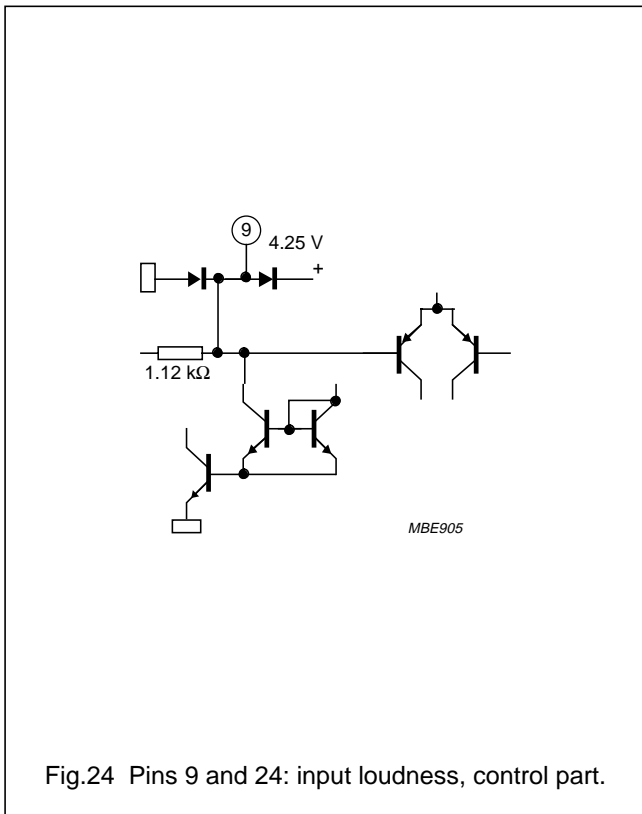 9
4.25 V
+
1.12 kΩ
MBE905
Fig.24 Pins 9 and 24: input loudness, control part.